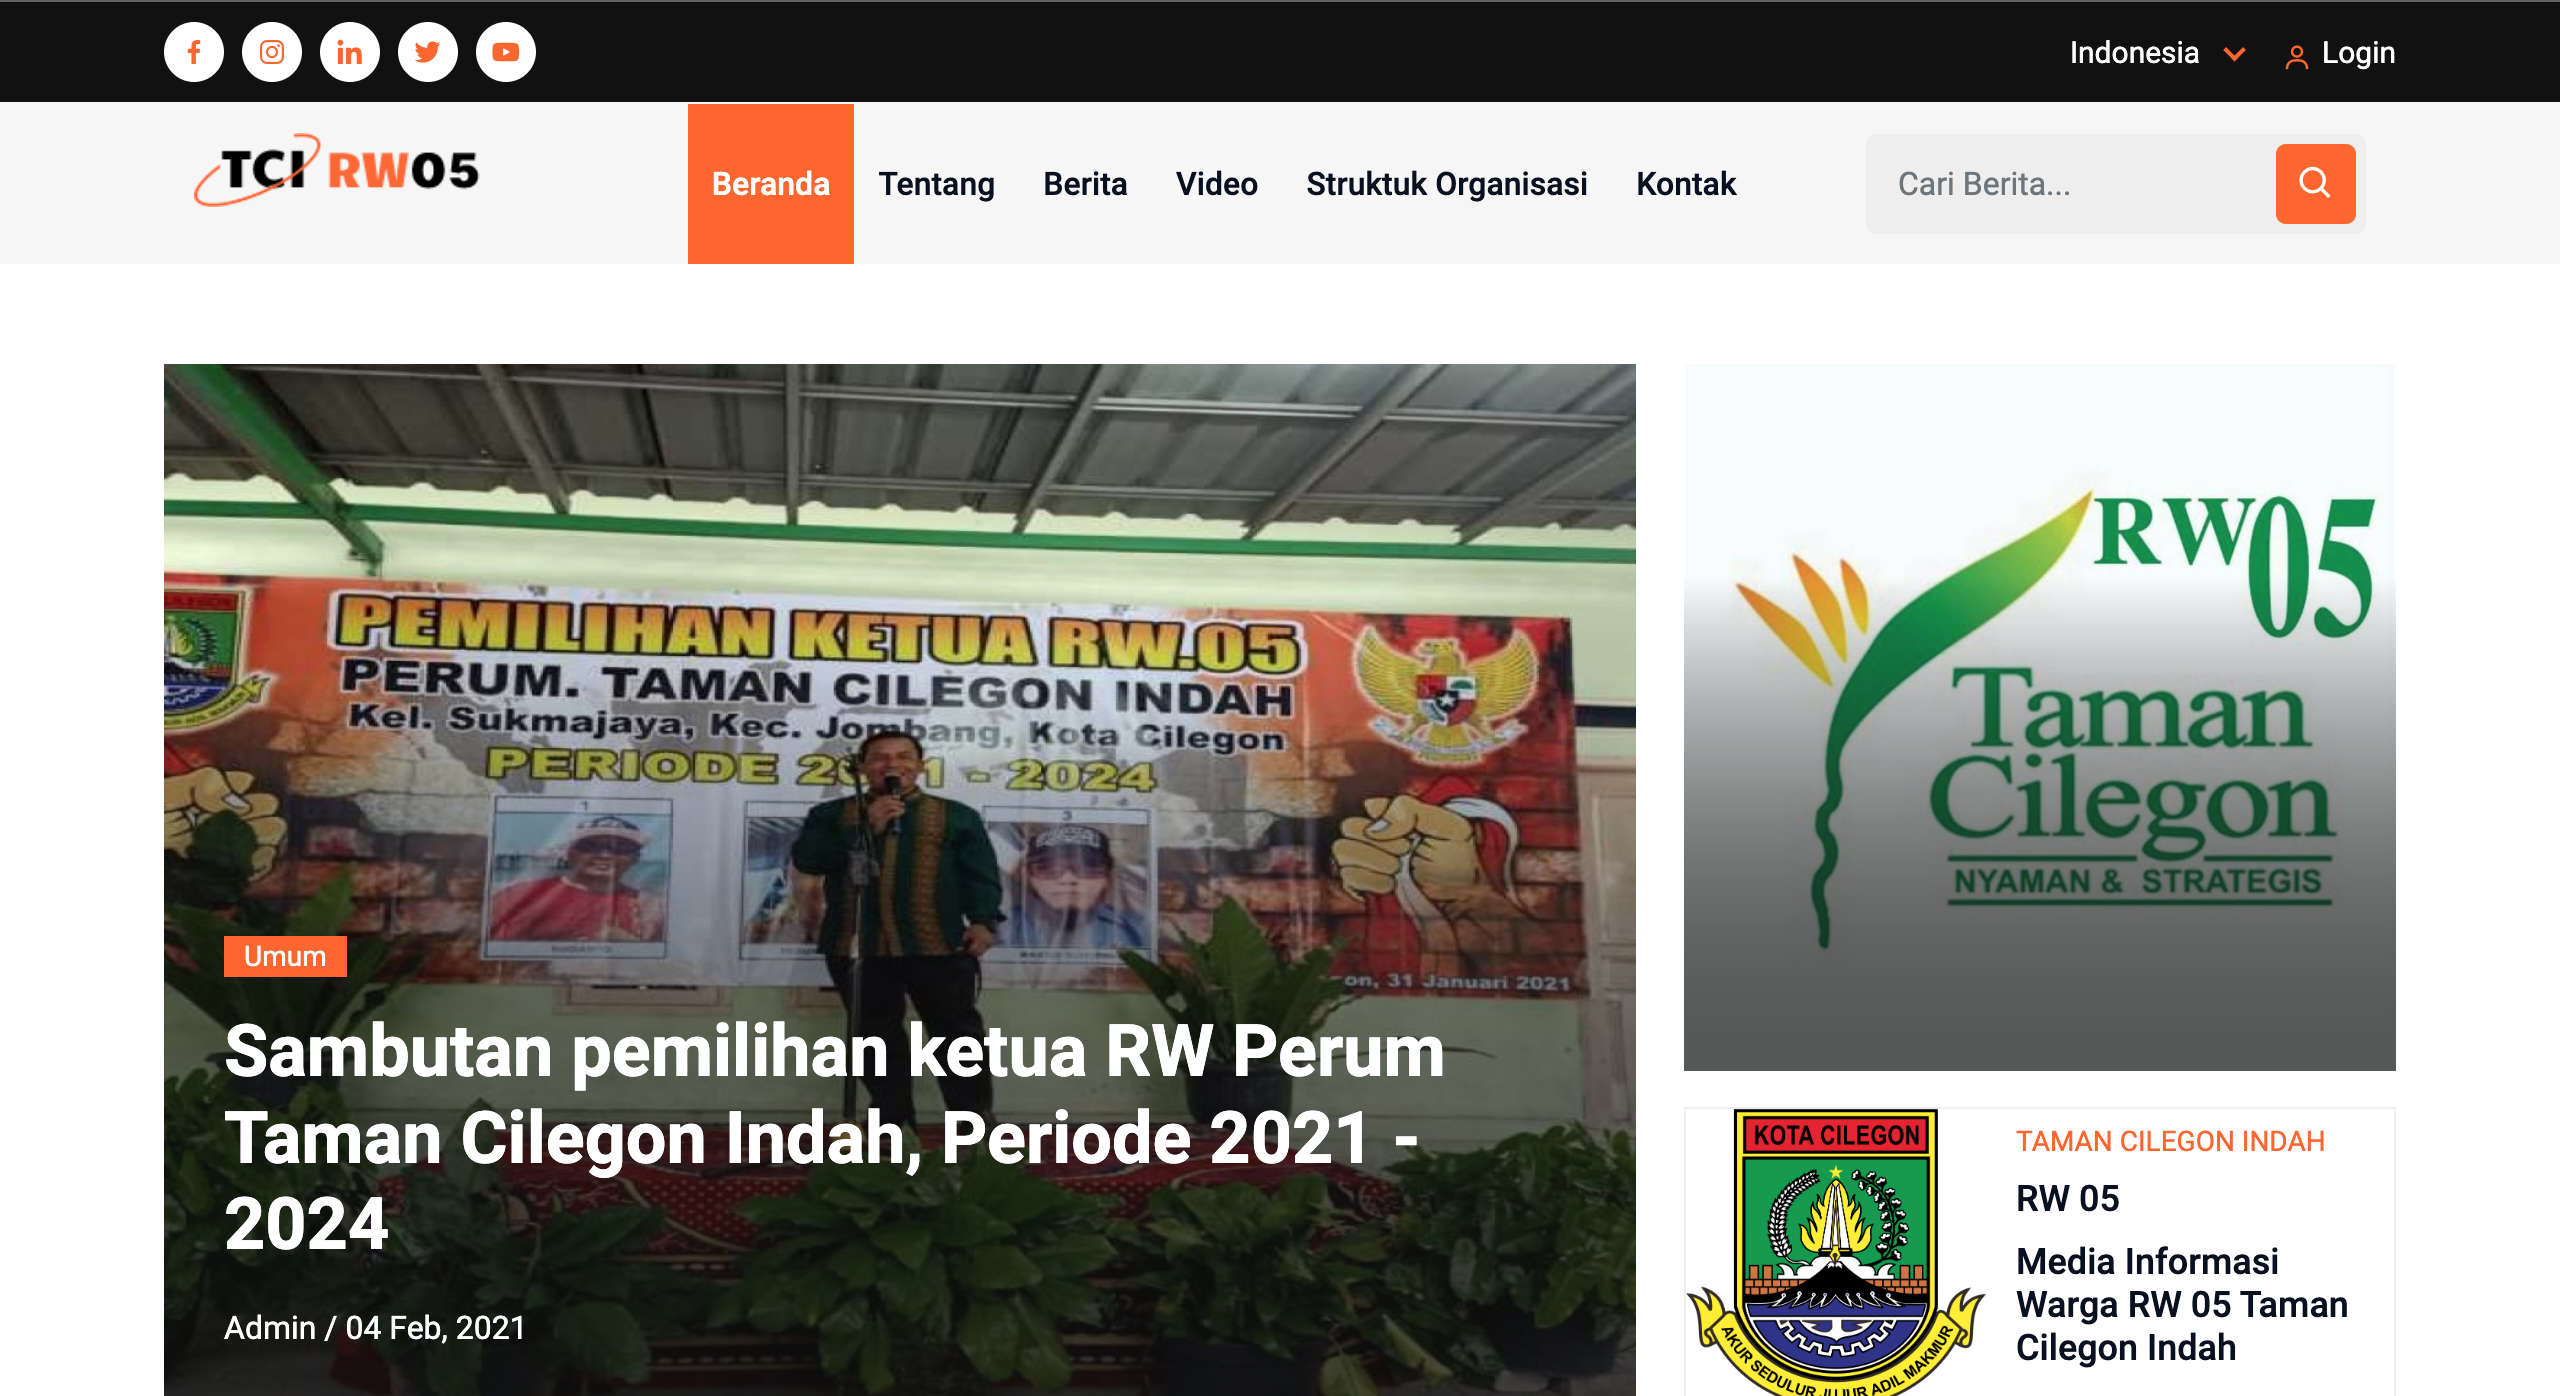 Indonesia
Login
TCI RW05
Beranda
Tentang
Berita
Video
Struktuk Organisasi
Kontak
Cari Berita...
PEMILIHAN KETUA RW.05
PERUM. TAMAN CILEGON INDAH
Kel. Sukmajaya, Kec. Jombang, Kota Cilegon
PERIODE 2021 - 2024
1
3
31 Januari 2021
Umum
Sambutan pemilihan ketua RW Perum
Taman Cilegon Indah, Periode 2021 -
2024
Admin / 04 Feb, 2021
RW05
Taman
Cilegon
NYAMAN & STRATEGIS
KOTA CILEGON
AKUR SEDULUR JUJUR ADIL MAKMUR
TAMAN CILEGON INDAH
RW 05
Media Informasi
Warga RW 05 Taman
Cilegon Indah